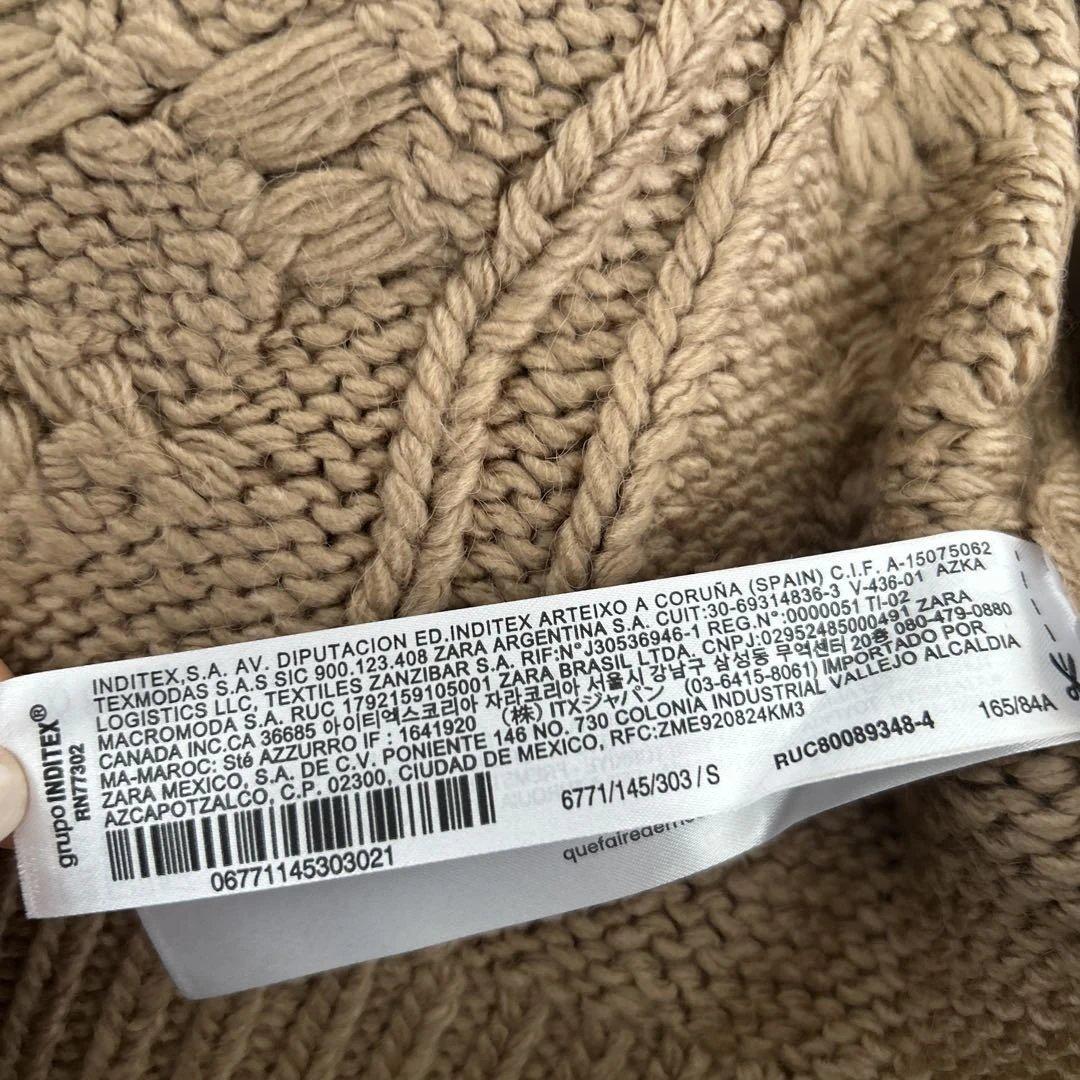 grupo INDITEX®
RN77302
INDITEX,S.A. AV. DIPUTACION ED.INDITEX ARTEIXO A CORUÑA (SPAIN) C.I.F. A-15075062
TEXMODAS S.A.S SIC 900.123.408 ZARA ARGENTINA S.A. CUIT:30-69314836-3 V-436-01 AZKA
LOGISTICS LLC, TEXTILES ZANZIBAR S.A. RIF:N°J30536946-1 REG.N°:0000051 TI-02
MACROMODA S.A. RUC 1792159105001 ZARA BRASIL LTDA. CNPJ:02952485000491 ZARA
CANADA INC.CA 36685 아이티엑스코리아 자라코리아 서울시 강남구 삼성동 무역센터 20층 080-479-0880
MA-MAROC: Sté AZZURRO IF : 1641920 (株) ITXジャパン (03-6415-8061) IMPORTADO POR
ZARA MEXICO, S.A. DE C.V. PONIENTE 146 NO. 730 COLONIA INDUSTRIAL VALLEJO ALCALDIA
AZCAPOTZALCO, C.P. 02300, CIUDAD DE MEXICO, RFC:ZME920824KM3
6771/145/303 / S
RUC80089348-4
165/84A
06771145303021